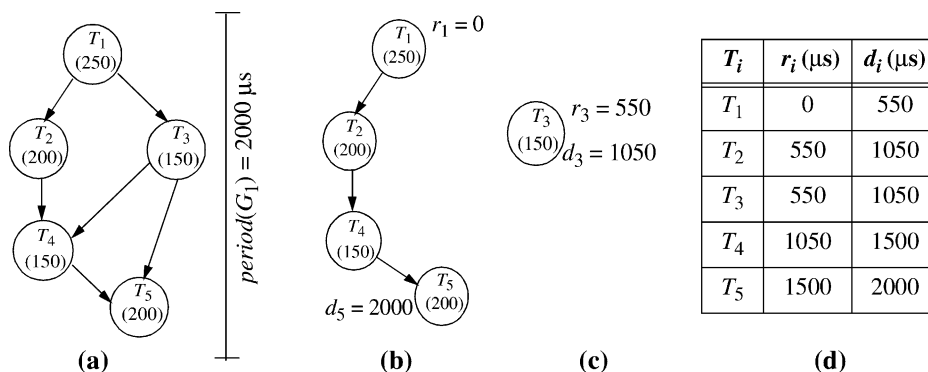 T1
(250)
T2
(200)
T3
(150)
T4
(150)
T5
(200)
period(G1) = 2000 µs
(a)
T1
(250)
r1 = 0
T2
(200)
T4
(150)
T5
(200)
d5 = 2000
(b)
T3
(150)
r3 = 550
d3 = 1050
(c)
Ti ri (µs) di (µs)
T1 0 550
T2 550 1050
T3 550 1050
T4 1050 1500
T5 1500 2000
(d)